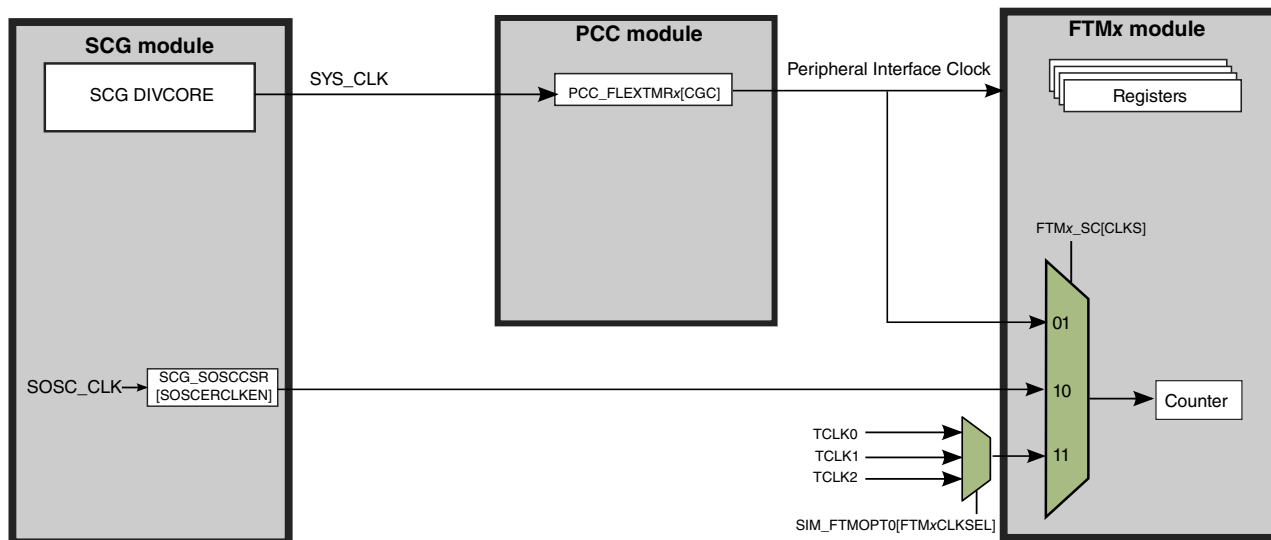 SCG module
SCG DIVCORE
SYS_CLK
PCC module
PCC_FLEXTMRx[CGC]
Peripheral Interface Clock
FTMx module
Registers
FTMx_SC[CLKS]
01
10
11
Counter
SOSC_CLK
SCG_SOSCCSR
[SOSCERCLKEN]
TCLK0
TCLK1
TCLK2
SIM_FTMOPT0[FTMxCLKSEL]